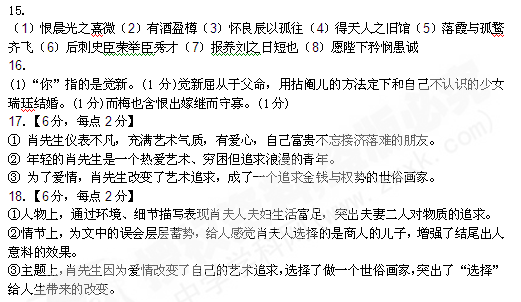 15.
（1）恨晨光之熹微（2）有酒盈樽（3）怀良辰以孤往（4）得天人之旧馆（5）落霞与孤鹜
齐飞（6）后刺史臣荣举臣秀才（7）报养刘之日短也（8）愿陛下矜悯愚诚
16.
(1)“你”指的是觉新。(1 分)觉新屈从于父命，用拈阄儿的方法定下和自己不认识的少女
瑞珏结婚。(1 分)而梅也含恨出嫁继而守寡。(1 分)
17.【6分，每点 2 分】
① 肖先生仪表不凡，充满艺术气质，有爱心，自己富贵不忘接济落难的朋友。
② 年轻的肖先生是一个热爱艺术、穷困但追求浪漫的青年。
③ 为了爱情，肖先生改变了艺术追求，成了一个追求金钱与权势的世俗画家。
18.【6分，每点 2 分】
①人物上，通过环境、细节描写表现肖夫人夫妇生活富足，突出夫妻二人对物质的追求。
②情节上，为文中的误会层层蓄势，给人感觉肖夫人选择的是商人的儿子，增强了结尾出人
意料的效果。
③主题上，肖先生因为爱情改变了自己的艺术追求，选择了做一个世俗画家，突出了“选择”
给人生带来的改变。